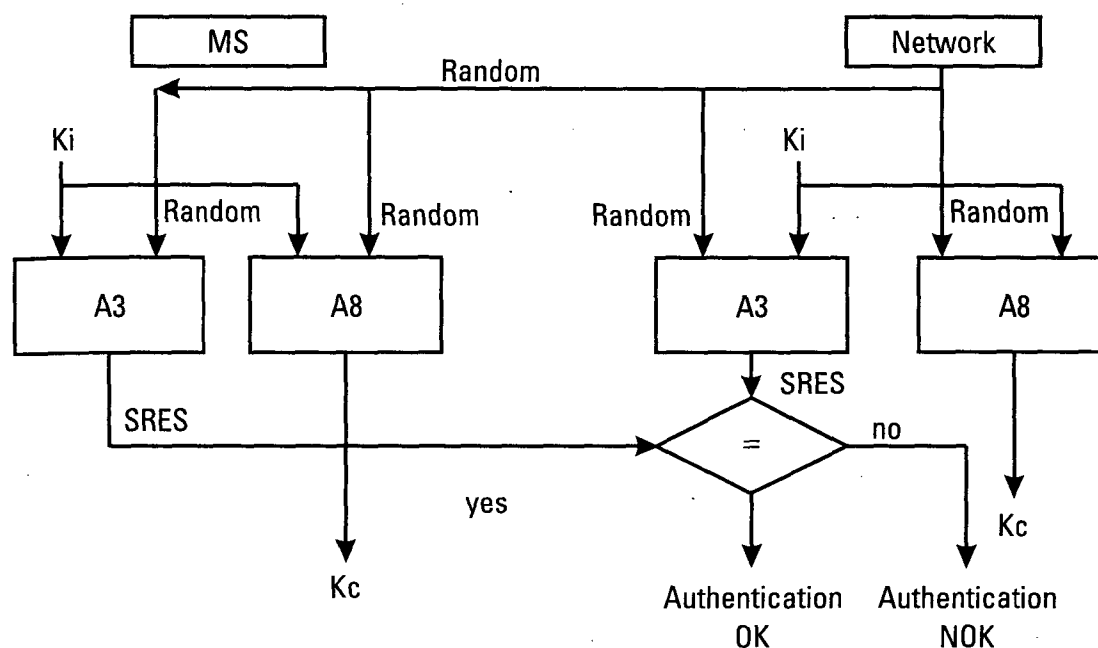 MS
Network
Random
Ki
Ki
Random
Random
Random
Random
A3
A8
A3
A8
SRES
SRES
=
no
yes
Kc
Kc
Authentication
OK
Authentication
NOK